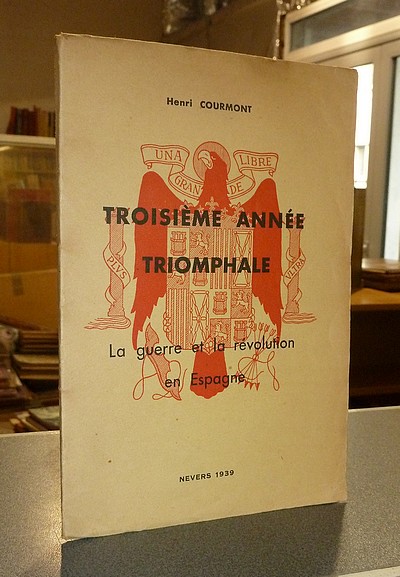 Henri COURMONT
UNA
LIBRE
GRANDE
TROISIÈME ANNÉE
TRIOMPHALE
PLVS
VLTRA
La guerre et la révolution
en Espagne
NEVERS 1939